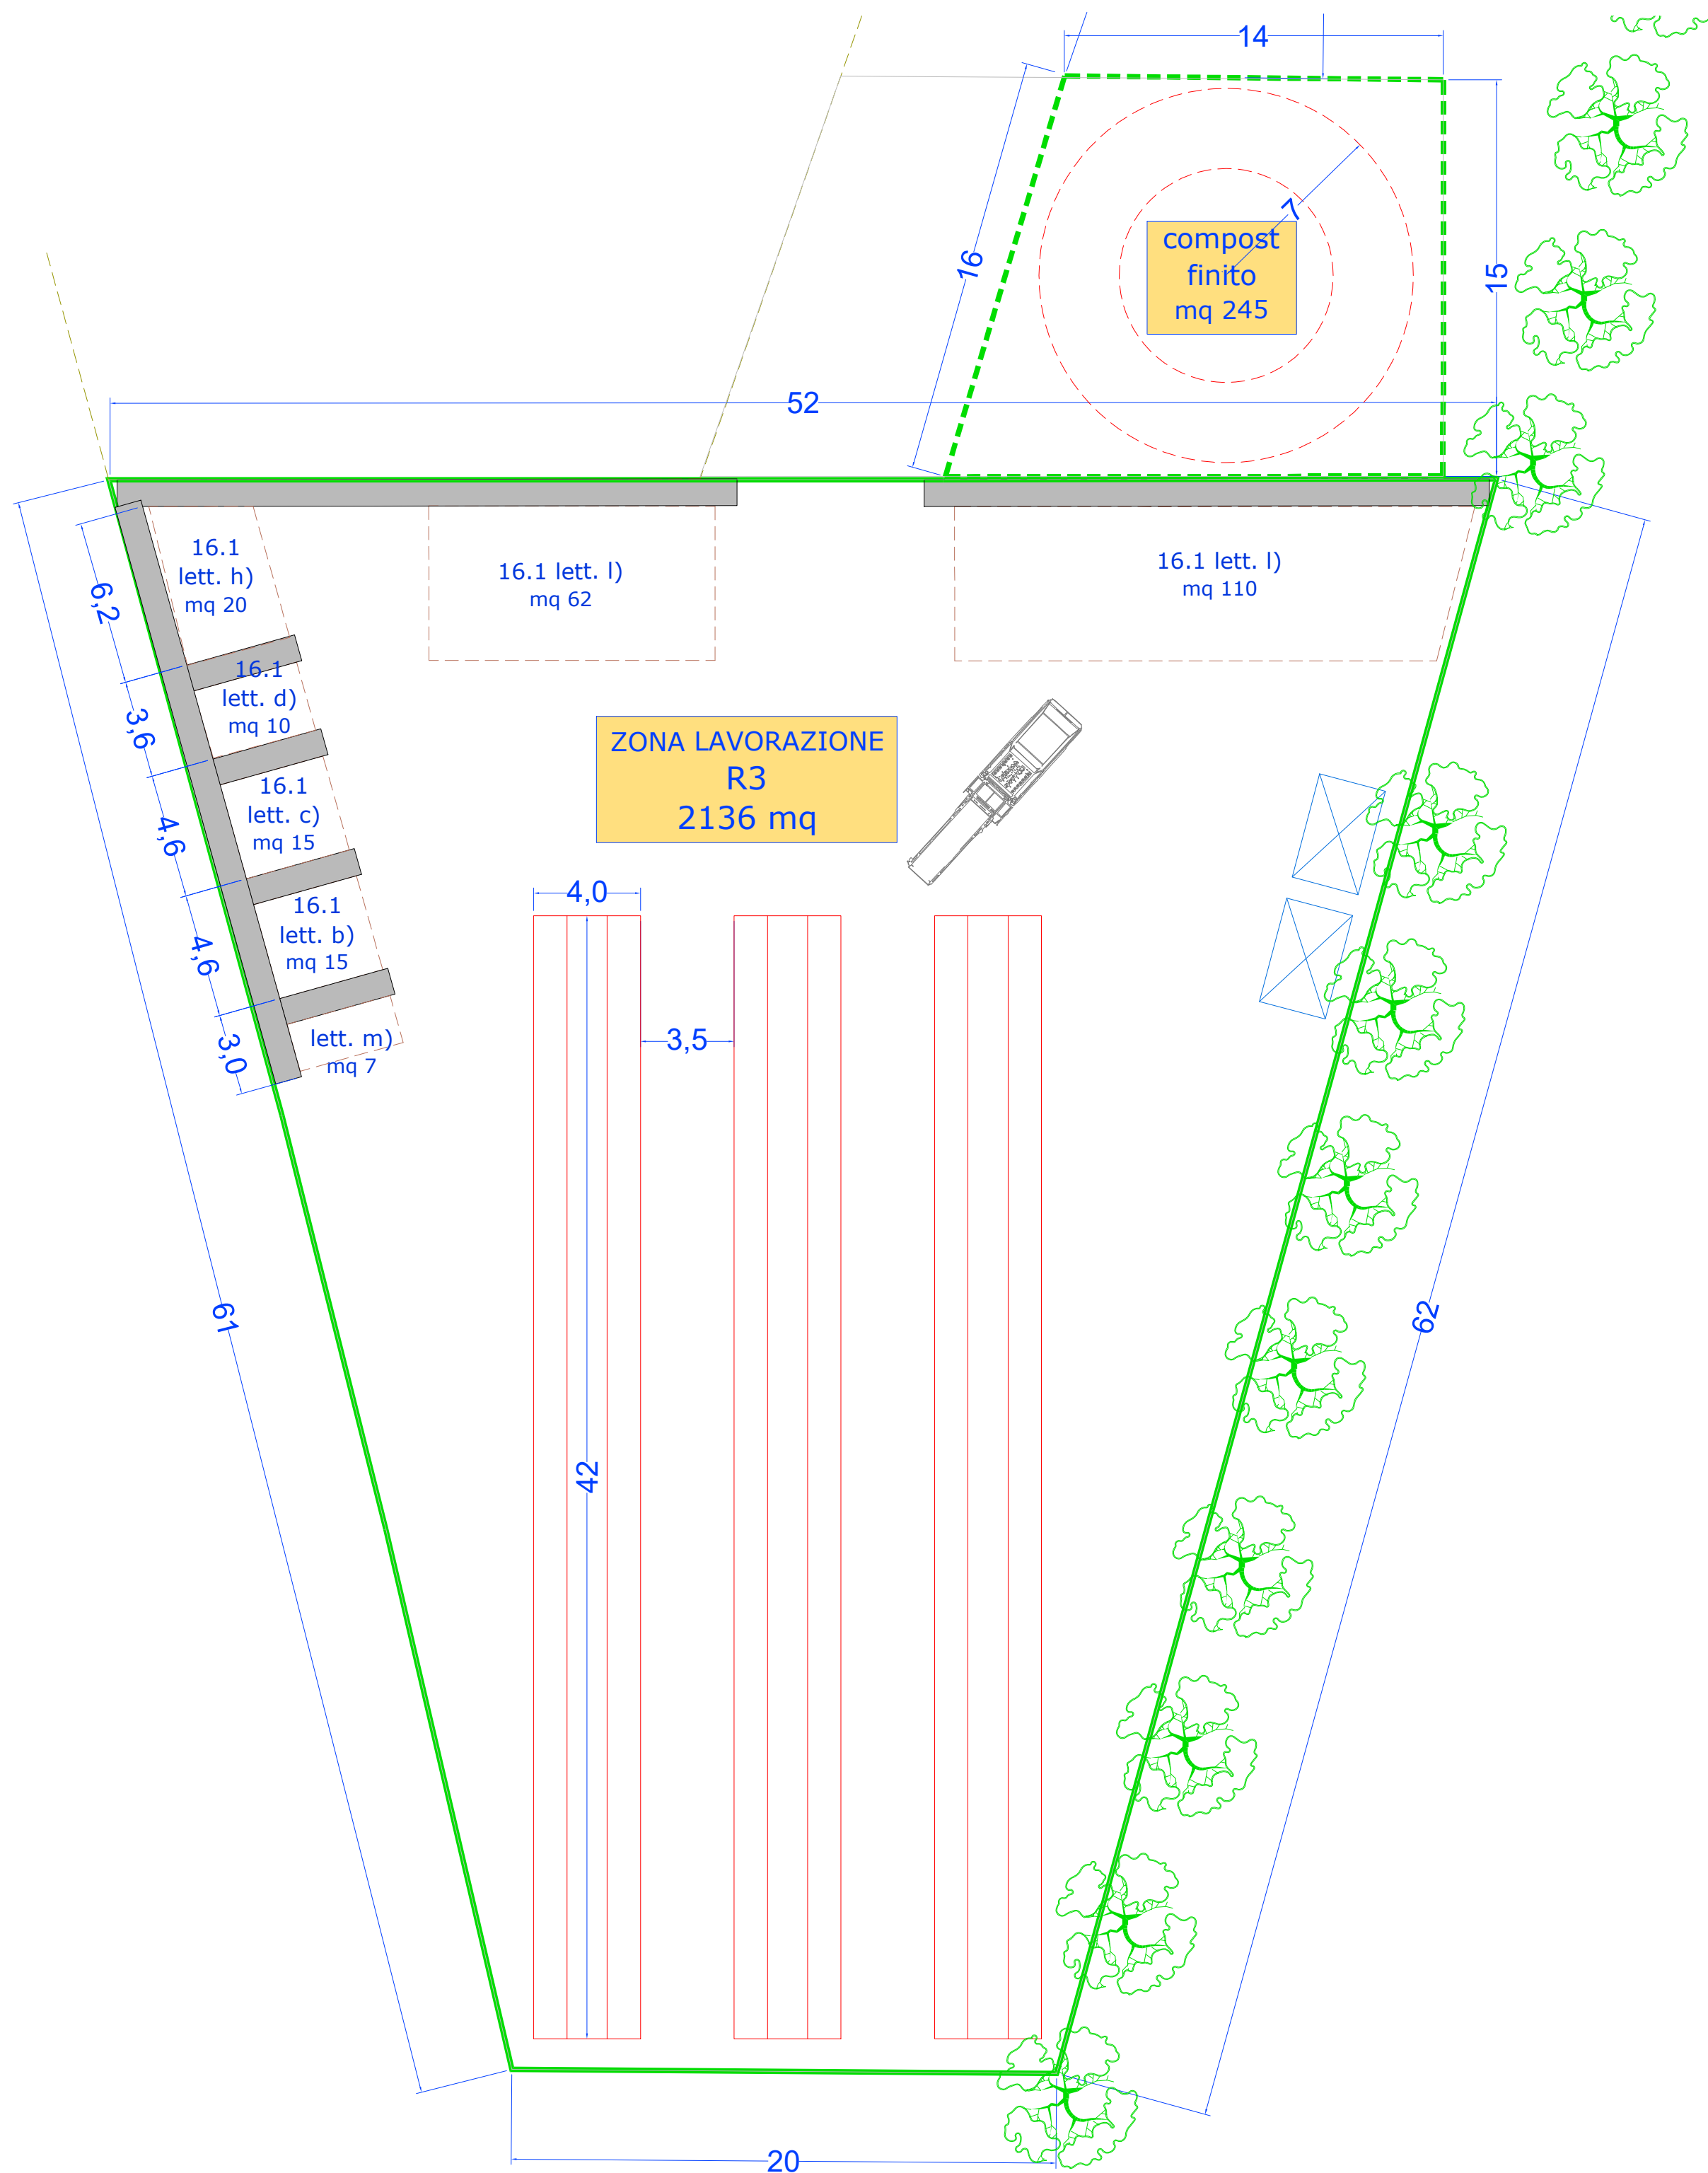 14
7
compost
finito
mq 245
16
15
52
16.1
lett. h)
mq 20
16.1 lett. l)
mq 62
16.1 lett. l)
mq 110
6,2
16.1
lett. d)
mq 10
3,6
ZONA LAVORAZIONE
R3
2136 mq
16.1
lett. c)
mq 15
4,6
4,0
16.1
lett. b)
mq 15
4,6
3,5
lett. m)
mq 7
3,0
61
62
42
20